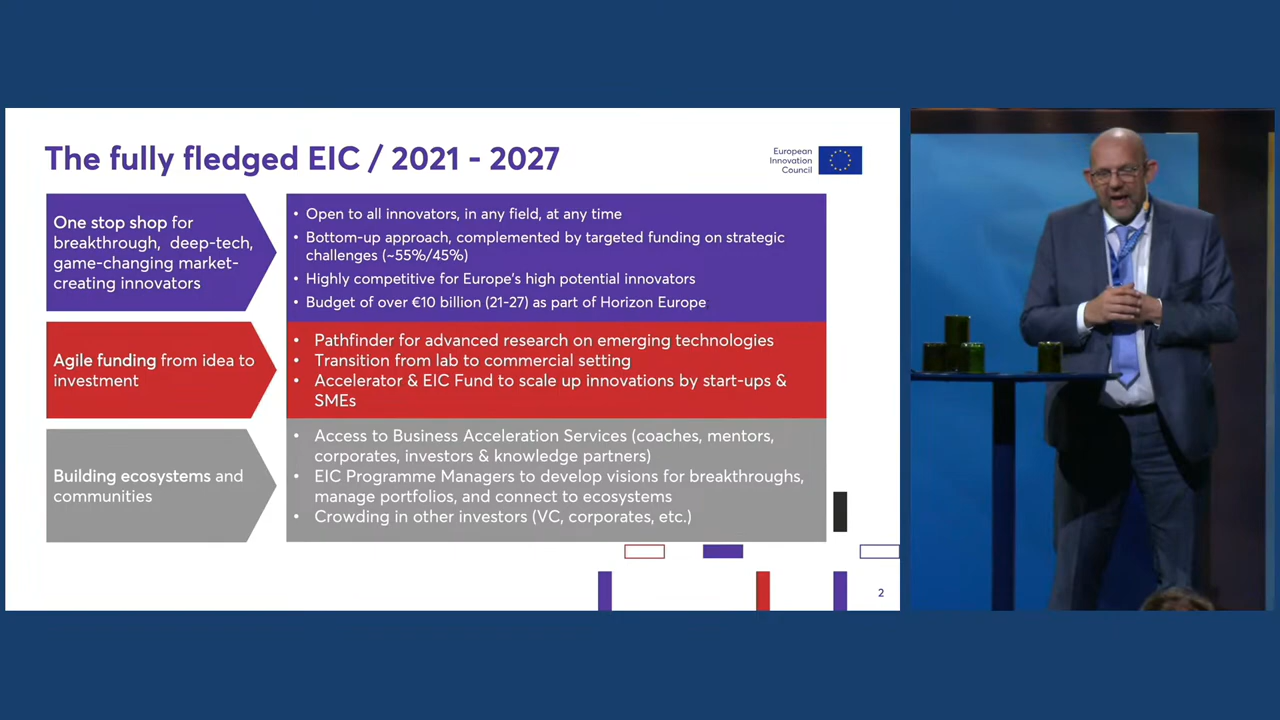 The fully fledged EIC / 2021 - 2027
European
Innovation
Council
One stop shop for
breakthrough, deep-tech,
game-changing market-
creating innovators
• Open to all innovators, in any field, at any time
• Bottom-up approach, complemented by targeted funding on strategic
challenges (~55%/45%)
• Highly competitive for Europe's high potential innovators
• Budget of over €10 billion (21-27) as part of Horizon Europe
Agile funding from idea to
investment
• Pathfinder for advanced research on emerging technologies
• Transition from lab to commercial setting
• Accelerator & EIC Fund to scale up innovations by start-ups &
SMEs
Building ecosystems and
communities
• Access to Business Acceleration Services (coaches, mentors,
corporates, investors & knowledge partners)
• EIC Programme Managers to develop visions for breakthroughs,
manage portfolios, and connect to ecosystems
• Crowding in other investors (VC, corporates, etc.)
2